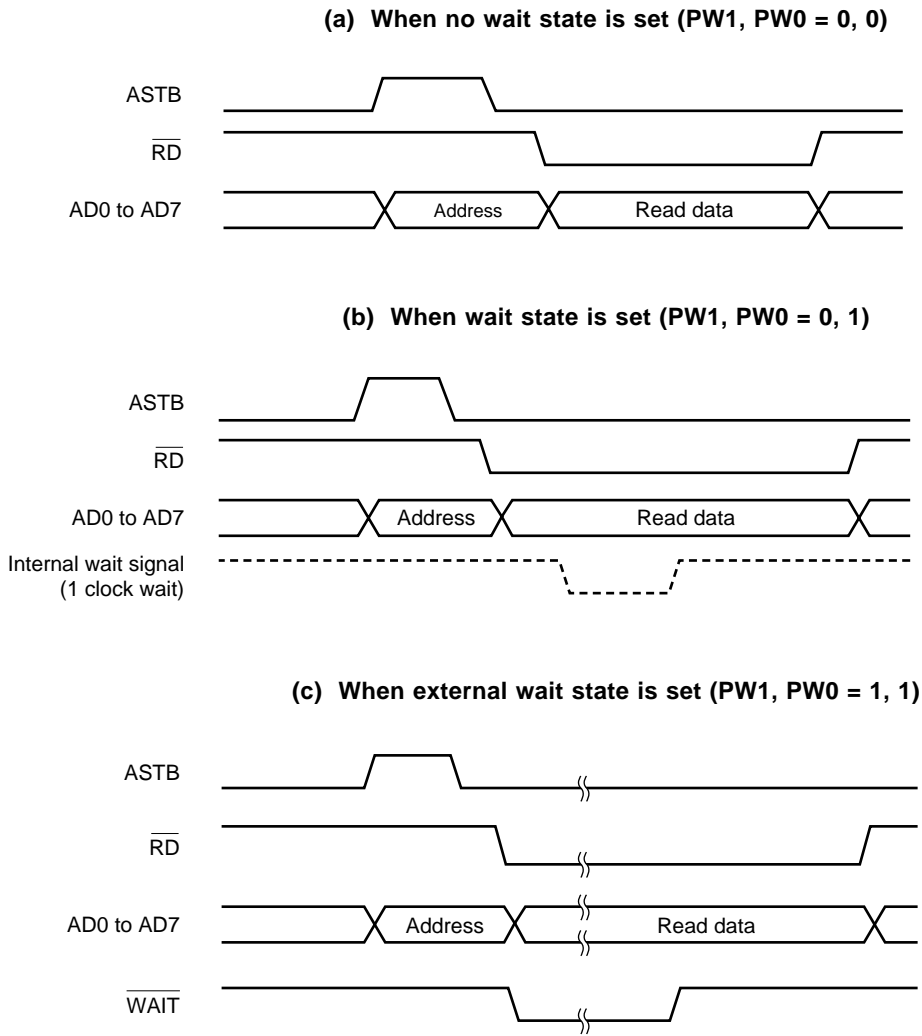 (a) When no wait state is set (PW1, PW0 = 0, 0)
ASTB
RD
AD0 to AD7
Address
Read data
(b) When wait state is set (PW1, PW0 = 0, 1)
ASTB
RD
AD0 to AD7
Address
Read data
Internal wait signal
(1 clock wait)
(c) When external wait state is set (PW1, PW0 = 1, 1)
ASTB
RD
AD0 to AD7
Address
Read data
WAIT